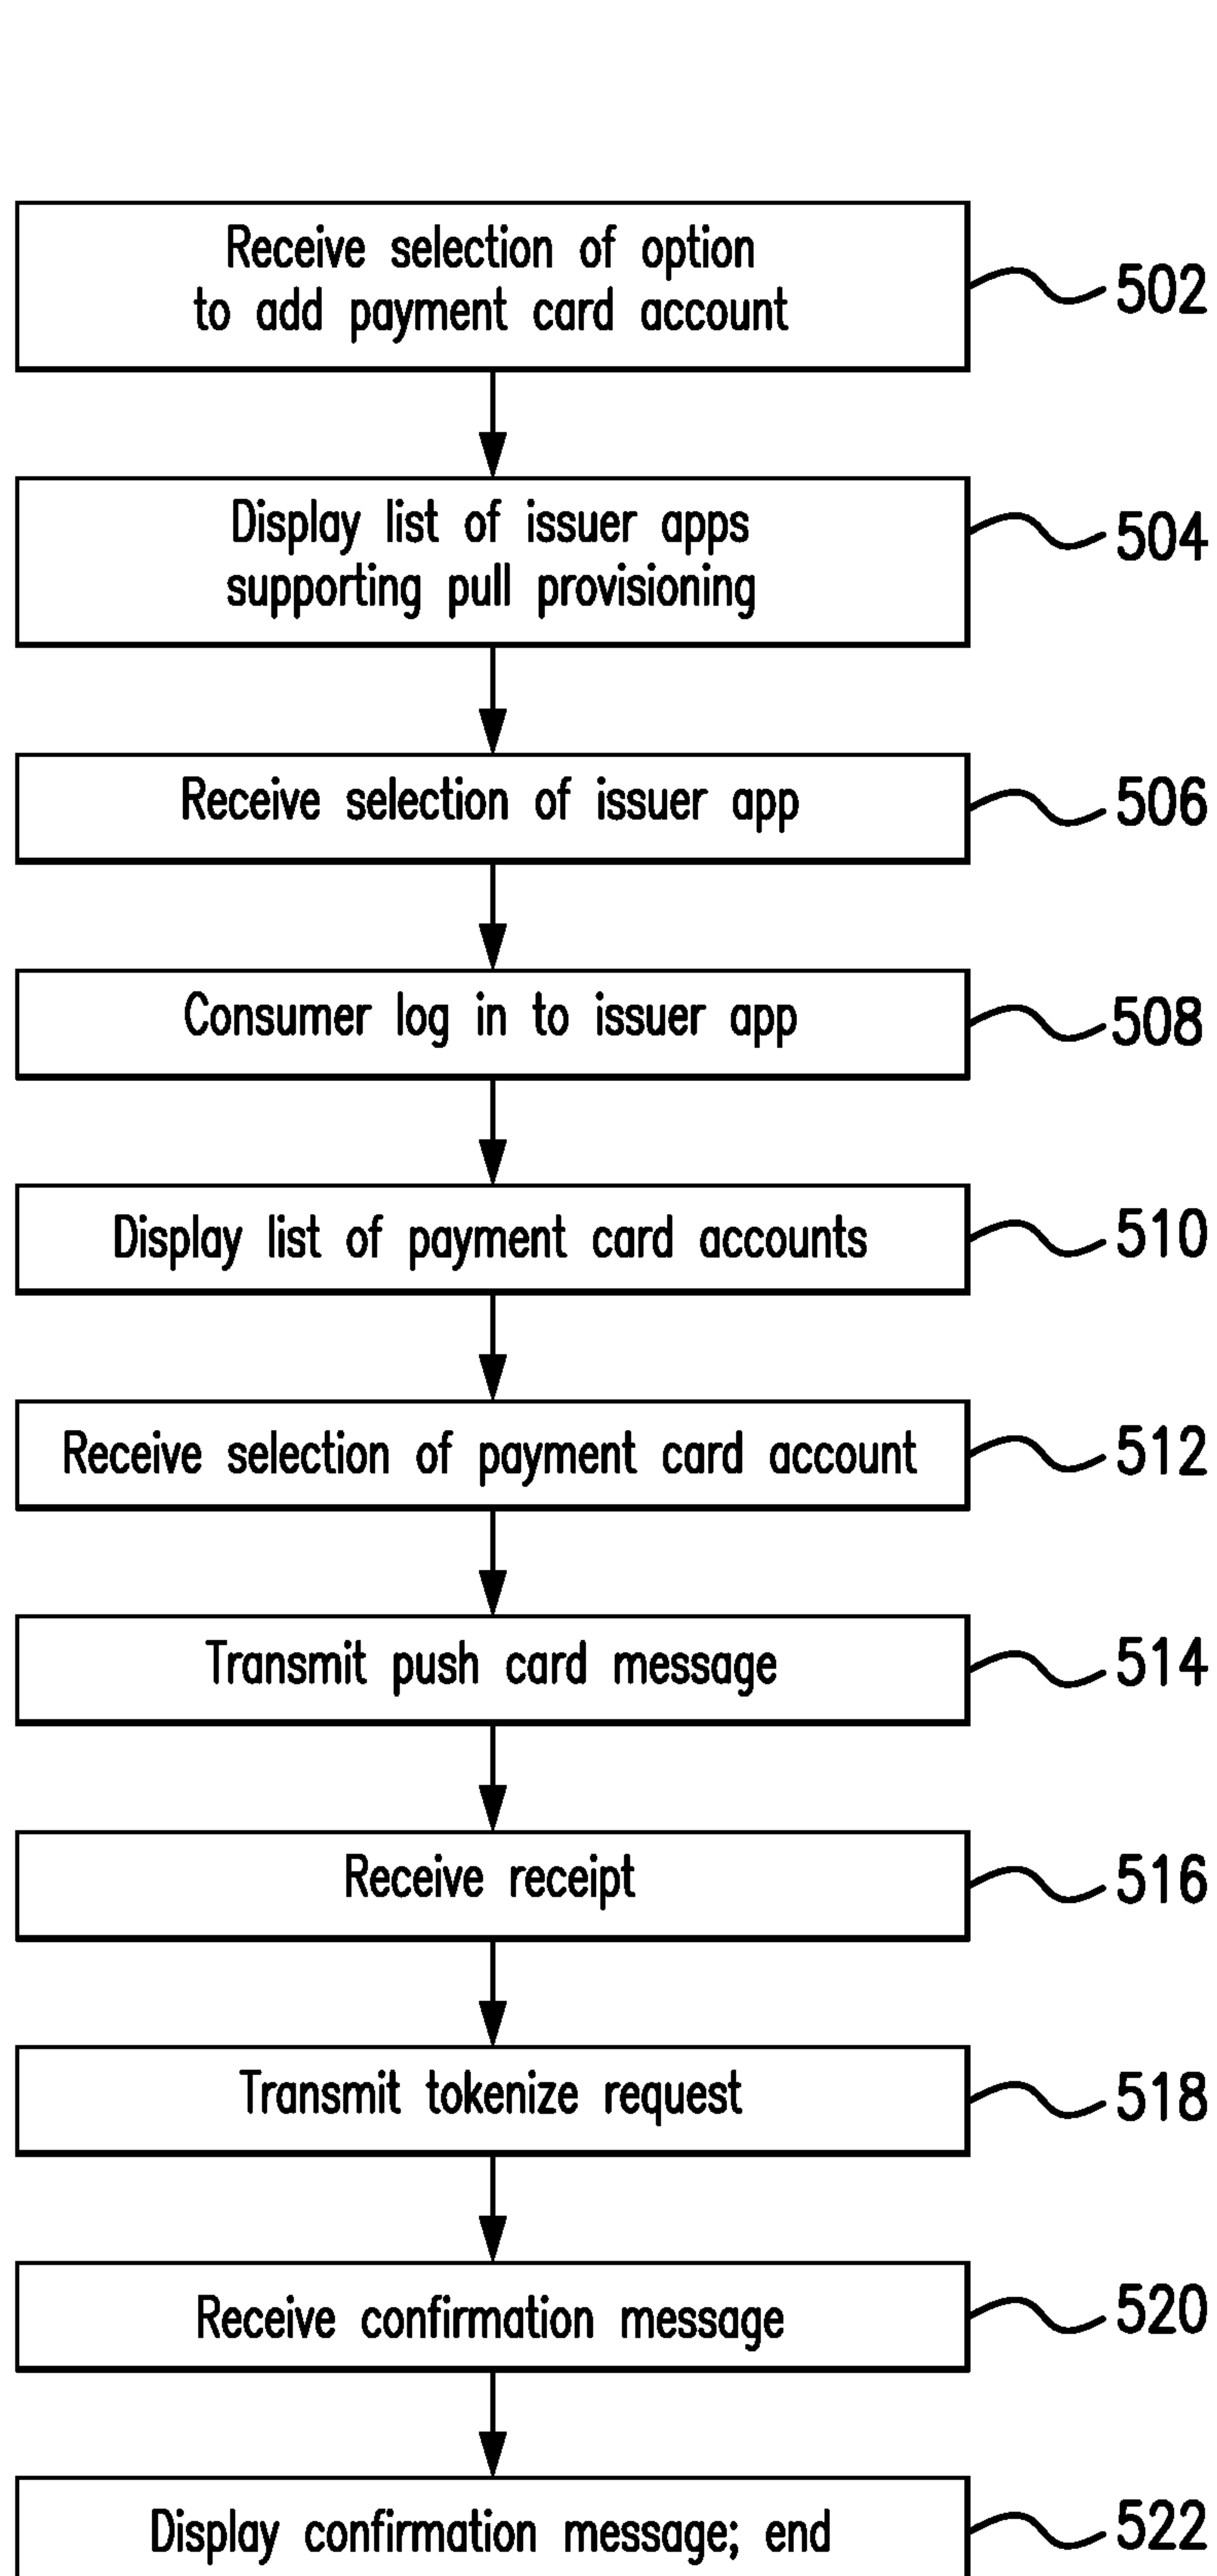 Receive selection of option
to add payment card account
502
Display list of issuer apps
supporting pull provisioning
504
Receive selection of issuer app
506
Consumer log in to issuer app
508
Display list of payment card accounts
510
Receive selection of payment card account
512
Transmit push card message
514
Receive receipt
516
Transmit tokenize request
518
Receive confirmation message
520
Display confirmation message; end
522